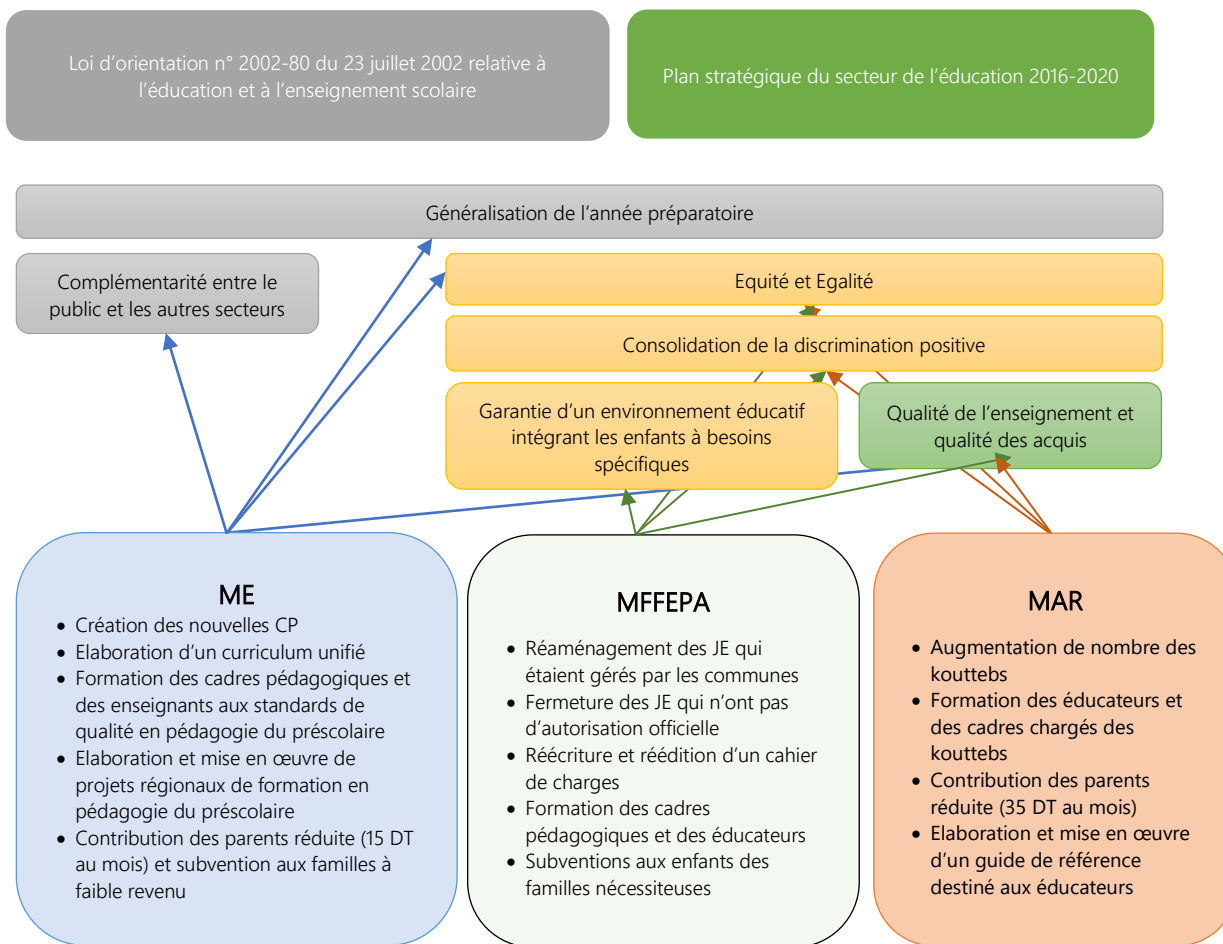 Loi d'orientation n° 2002-80 du 23 juillet 2002 relative à
l'éducation et à l'enseignement scolaire
Plan stratégique du secteur de l'éducation 2016-2020
Généralisation de l'année préparatoire
Complémentarité entre le
public et les autres secteurs
Equité et Egalité
Consolidation de la discrimination positive
Garantie d'un environnement éducatif
intégrant les enfants à besoins
spécifiques
Qualité de l'enseignement et
qualité des acquis
ME
• Création des nouvelles CP
• Elaboration d'un curriculum unifié
• Formation des cadres pédagogiques et
des enseignants aux standards de
qualité en pédagogie du préscolaire
• Elaboration et mise en œuvre de
projets régionaux de formation en
pédagogie du préscolaire
• Contribution des parents réduite (15 DT
au mois) et subvention aux familles à
faible revenu
MFFEPA
• Réaménagement des JE qui
étaient gérés par les communes
• Fermeture des JE qui n'ont pas
d'autorisation officielle
• Réécriture et réédition d'un cahier
de charges
• Formation des cadres
pédagogiques et des éducateurs
• Subventions aux enfants des
familles nécessiteuses
MAR
• Augmentation de nombre des
kouttebs
• Formation des éducateurs et
des cadres chargés des
kouttebs
• Contribution des parents
réduite (35 DT au mois)
• Elaboration et mise en œuvre
d'un guide de référence
destiné aux éducateurs